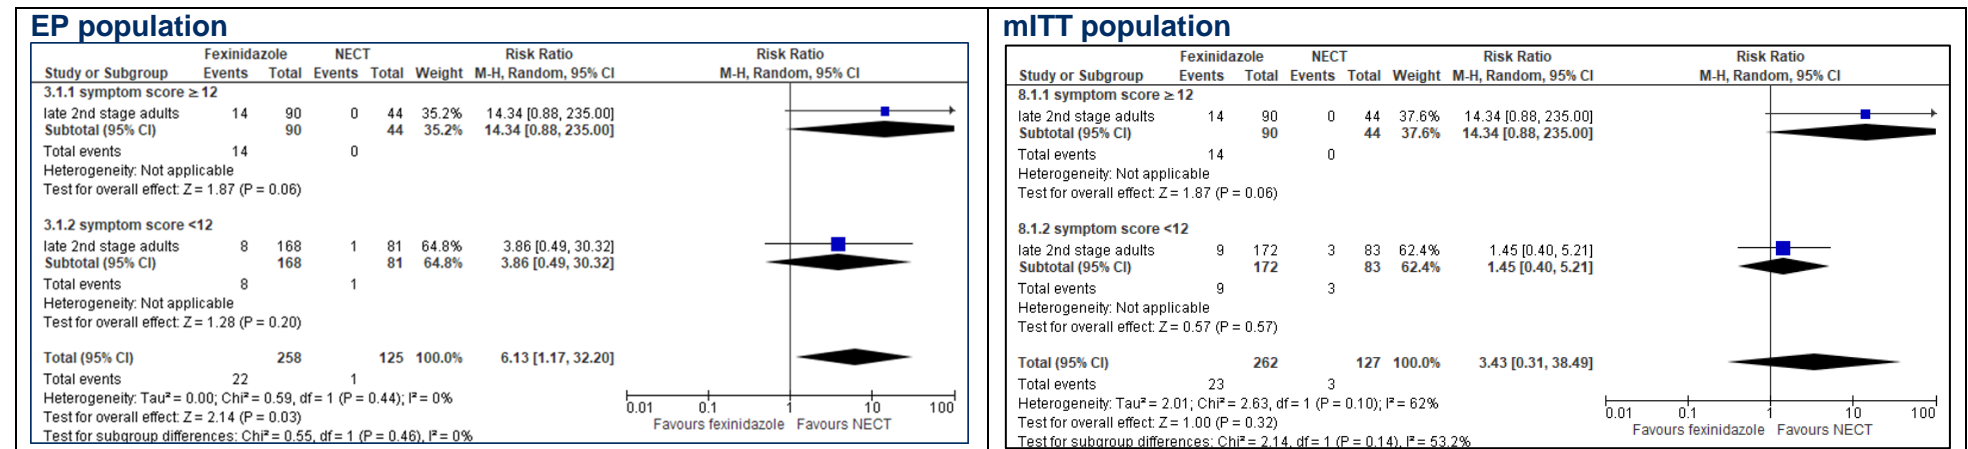 EP population
Fexinidazole NECT Risk Ratio Risk Ratio
Study or Subgroup Events Total Events Total Weight M-H, Random, 95% CI M-H, Random, 95% CI
3.1.1 symptom score ≥ 12
late 2nd stage adults 14 90 0 44 35.2% 14.34 [0.88, 235.00]
Subtotal (95% CI) 90 44 35.2% 14.34 [0.88, 235.00]
Total events 14 0
Heterogeneity: Not applicable
Test for overall effect: Z = 1.87 (P = 0.06)
3.1.2 symptom score <12
late 2nd stage adults 8 168 1 81 64.8% 3.86 [0.49, 30.32]
Subtotal (95% CI) 168 81 64.8% 3.86 [0.49, 30.32]
Total events 8 1
Heterogeneity: Not applicable
Test for overall effect: Z = 1.28 (P = 0.20)
Total (95% CI) 258 125 100.0% 6.13 [1.17, 32.20]
Total events 22 1
Heterogeneity: Tau² = 0.00; Chi² = 0.59, df = 1 (P = 0.44); I² = 0%
Test for overall effect: Z = 2.14 (P = 0.03)
Test for subgroup differences: Chi² = 0.55, df = 1 (P = 0.46), I² = 0%
0.01 0.1 1 10 100
Favours fexinidazole Favours NECT
mITT population
Fexinidazole NECT Risk Ratio Risk Ratio
Study or Subgroup Events Total Events Total Weight M-H, Random, 95% CI M-H, Random, 95% CI
8.1.1 symptom score ≥ 12
late 2nd stage adults 14 90 0 44 37.6% 14.34 [0.88, 235.00]
Subtotal (95% CI) 90 44 37.6% 14.34 [0.88, 235.00]
Total events 14 0
Heterogeneity: Not applicable
Test for overall effect: Z = 1.87 (P = 0.06)
8.1.2 symptom score <12
late 2nd stage adults 9 172 3 83 62.4% 1.45 [0.40, 5.21]
Subtotal (95% CI) 172 83 62.4% 1.45 [0.40, 5.21]
Total events 9 3
Heterogeneity: Not applicable
Test for overall effect: Z = 0.57 (P = 0.57)
Total (95% CI) 262 127 100.0% 3.43 [0.31, 38.49]
Total events 23 3
Heterogeneity: Tau² = 2.01; Chi² = 2.63, df = 1 (P = 0.10); I² = 62%
Test for overall effect: Z = 1.00 (P = 0.32)
Test for subgroup differences: Chi² = 2.14, df = 1 (P = 0.14), I² = 53.2%
0.01 0.1 1 10 100
Favours fexinidazole Favours NECT